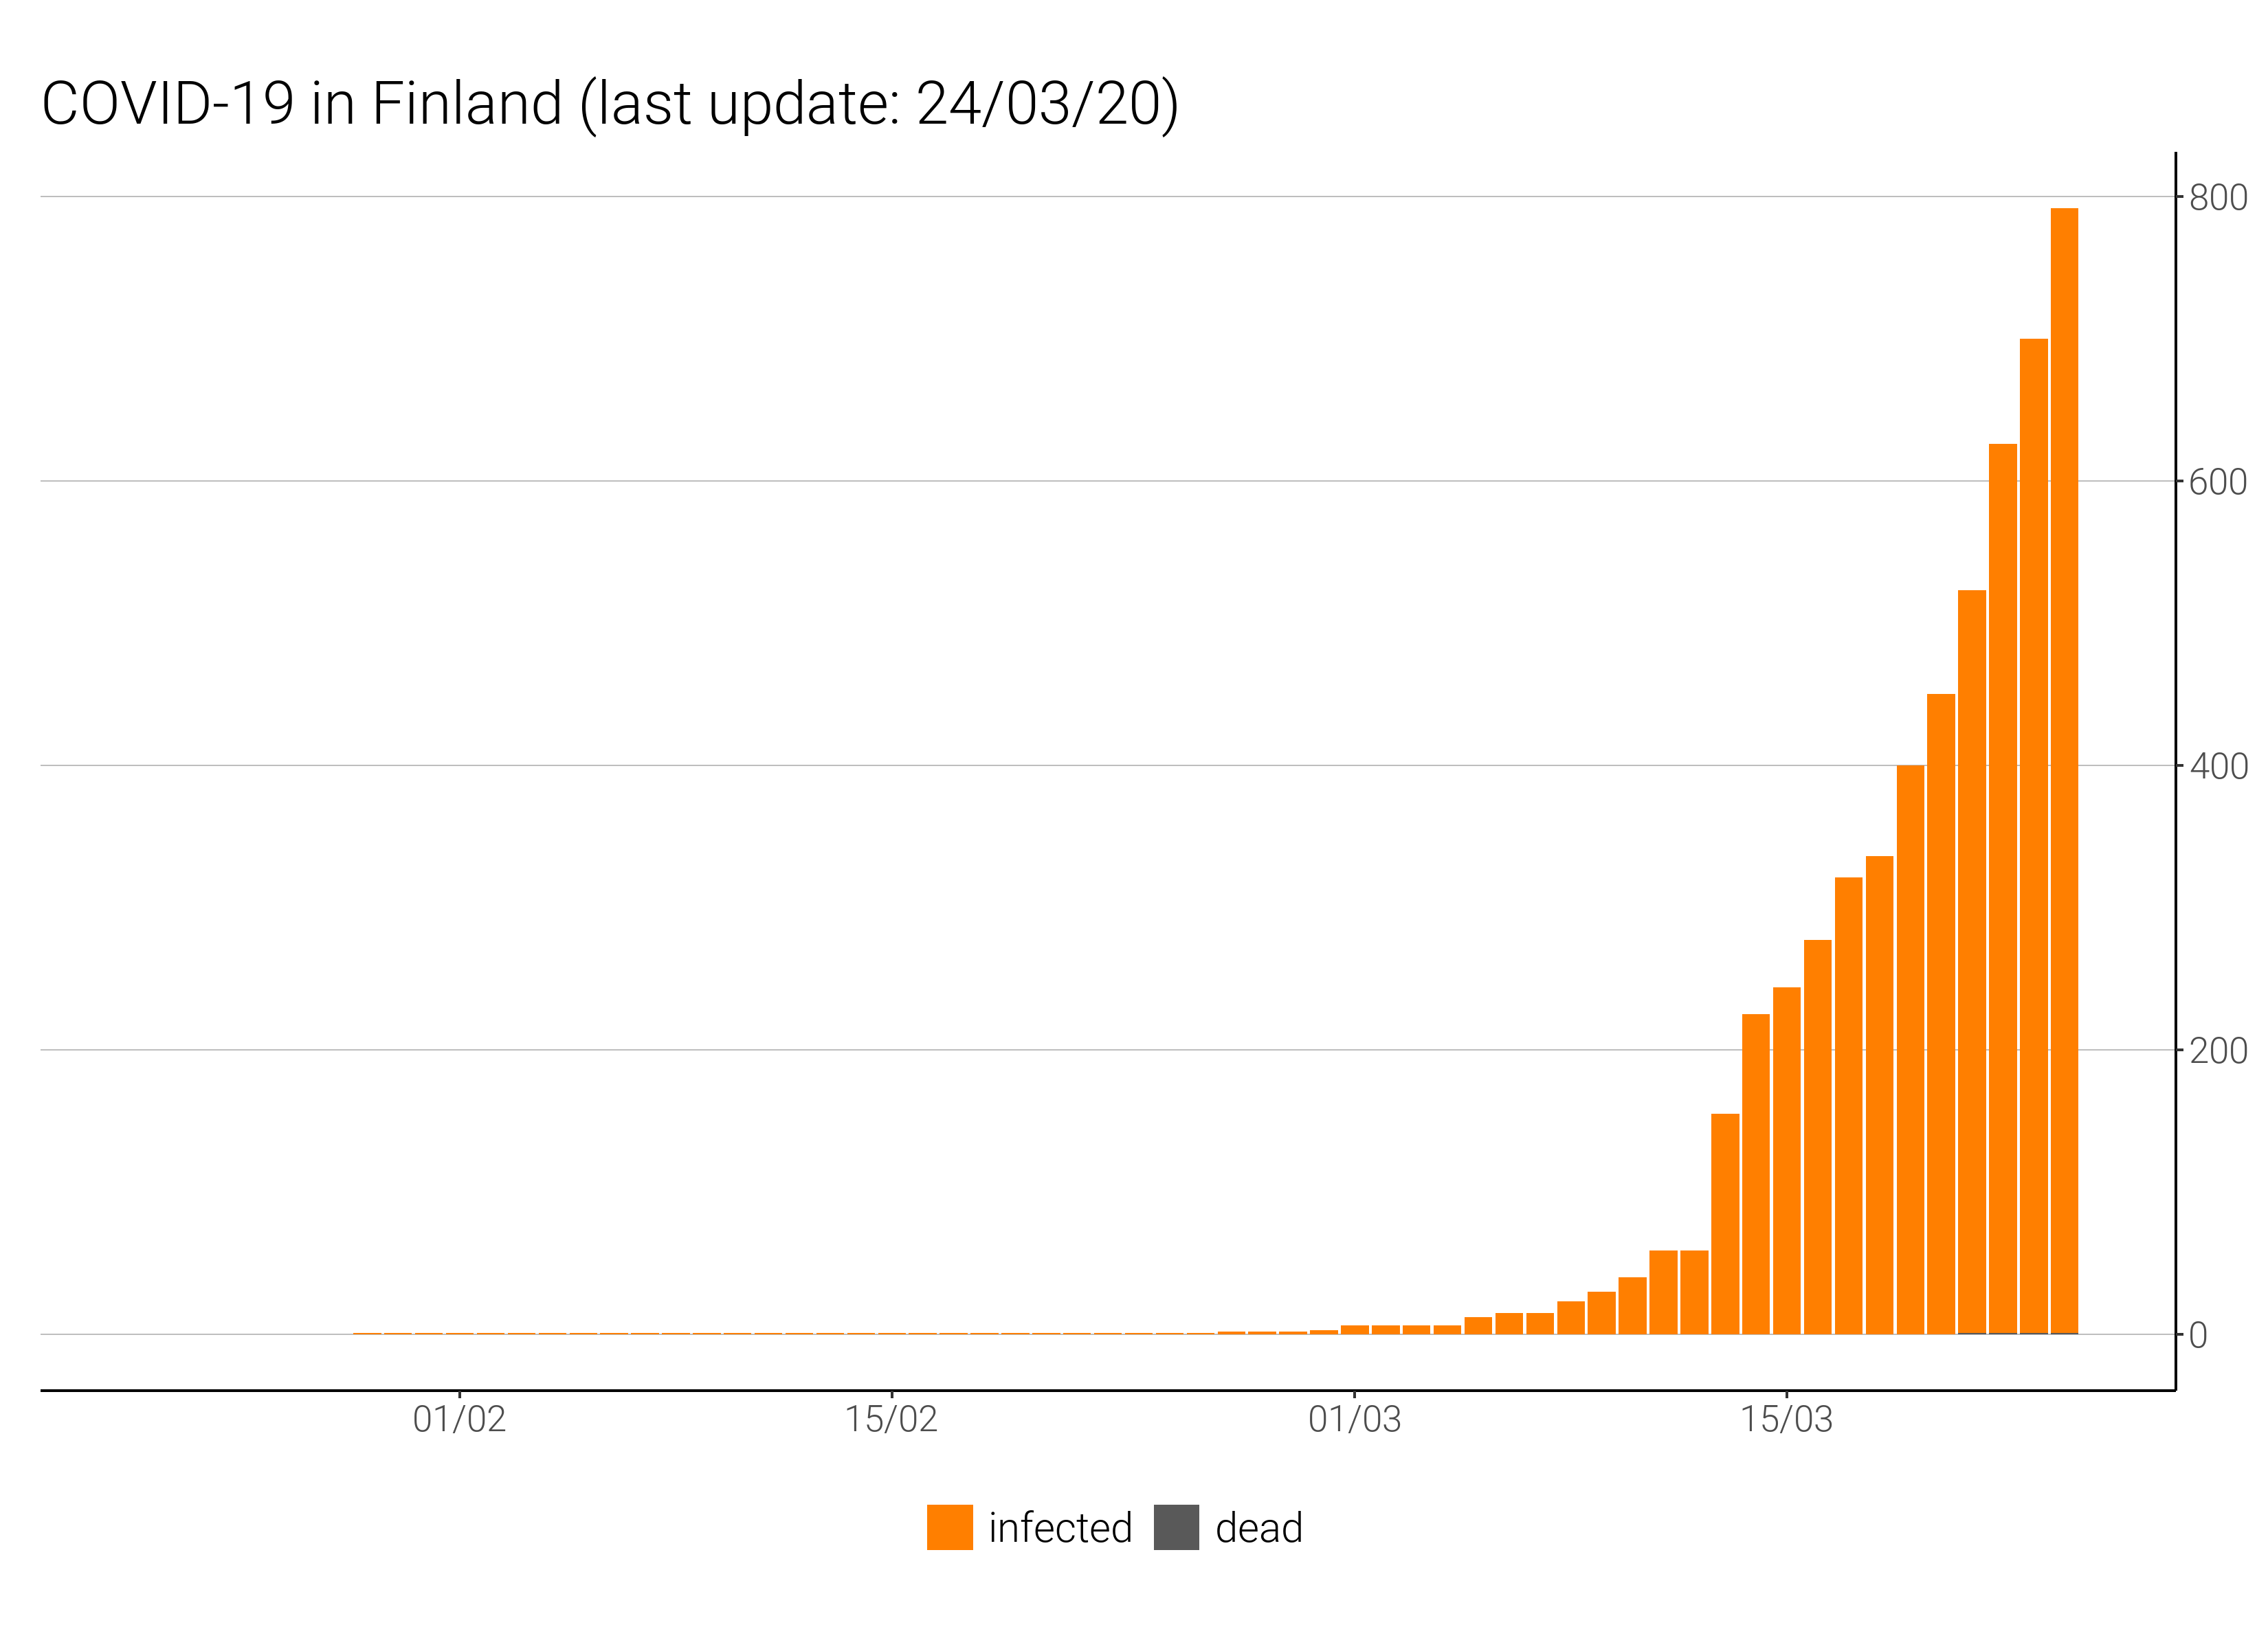 COVID-19 in Finland (last update: 24/03/20)
800
600
400
200
0
01/02 15/02 01/03 15/03
infected dead